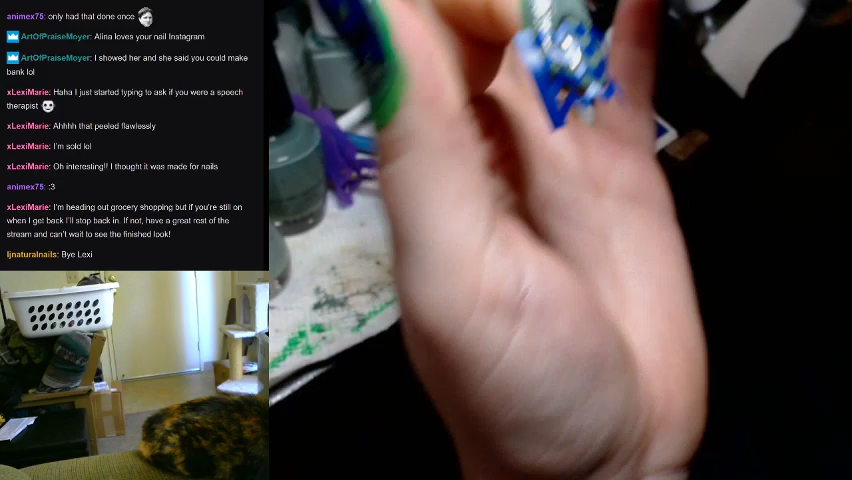 animex75: only had that done once
ArtOfPraiseMoyer: Alina loves your nail Instagram
ArtOfPraiseMoyer: I showed her and she said you could make
bank lol
xLexiMarie: Haha I just started typing to ask if you were a speech
therapist
xLexiMarie: Ahhhh that peeled flawlessly
xLexiMarie: I'm sold lol
xLexiMarie: Oh interesting!! I thought it was made for nails
animex75: :3
xLexiMarie: I'm heading out grocery shopping but if you're still on
when I get back I'll stop back in. If not, have a great rest of the
stream and can't wait to see the finished look!
ljnaturalnails: Bye Lexi